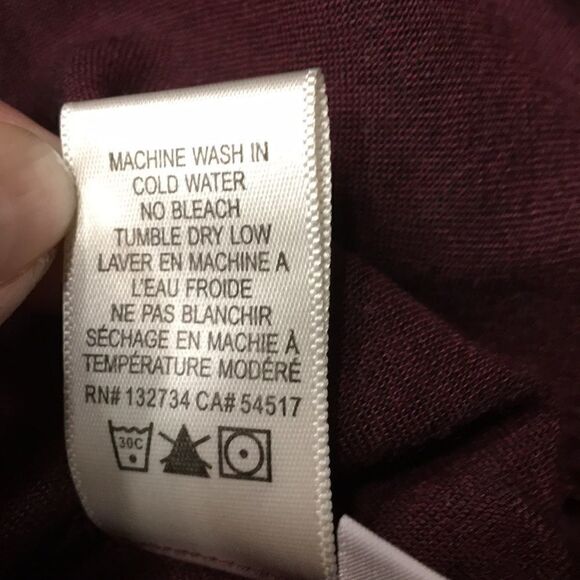 MACHINE WASH IN
COLD WATER
NO BLEACH
TUMBLE DRY LOW
LAVER EN MACHINE A
L'EAU FROIDE
NE PAS BLANCHIR
SÉCHAGE EN MACHIE À
TEMPÉRATURE MODÉRÉ
RN# 132734 CA# 54517
30C